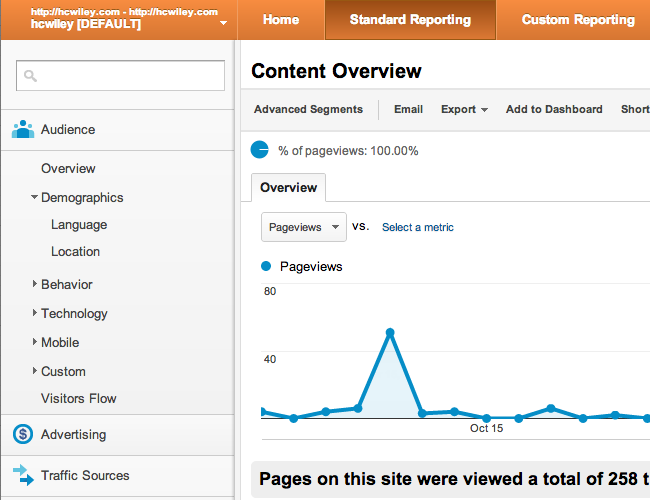 http://hcwlley.com - http://hcwlley.com
hcwlley [DEFAULT]
Home
Standard Reporting
Custom Reporting
Audience
Overview
Demographics
Language
Location
Behavior
Technology
Mobile
Custom
Visitors Flow
Advertising
Traffic Sources
Content Overview
Advanced Segments
Email
Export
Add to Dashboard
Short
% of pageviews: 100.00%
Overview
Pageviews
vs.
Select a metric
Pageviews
80
40
Oct 15
Pages on this site were viewed a total of 258 t